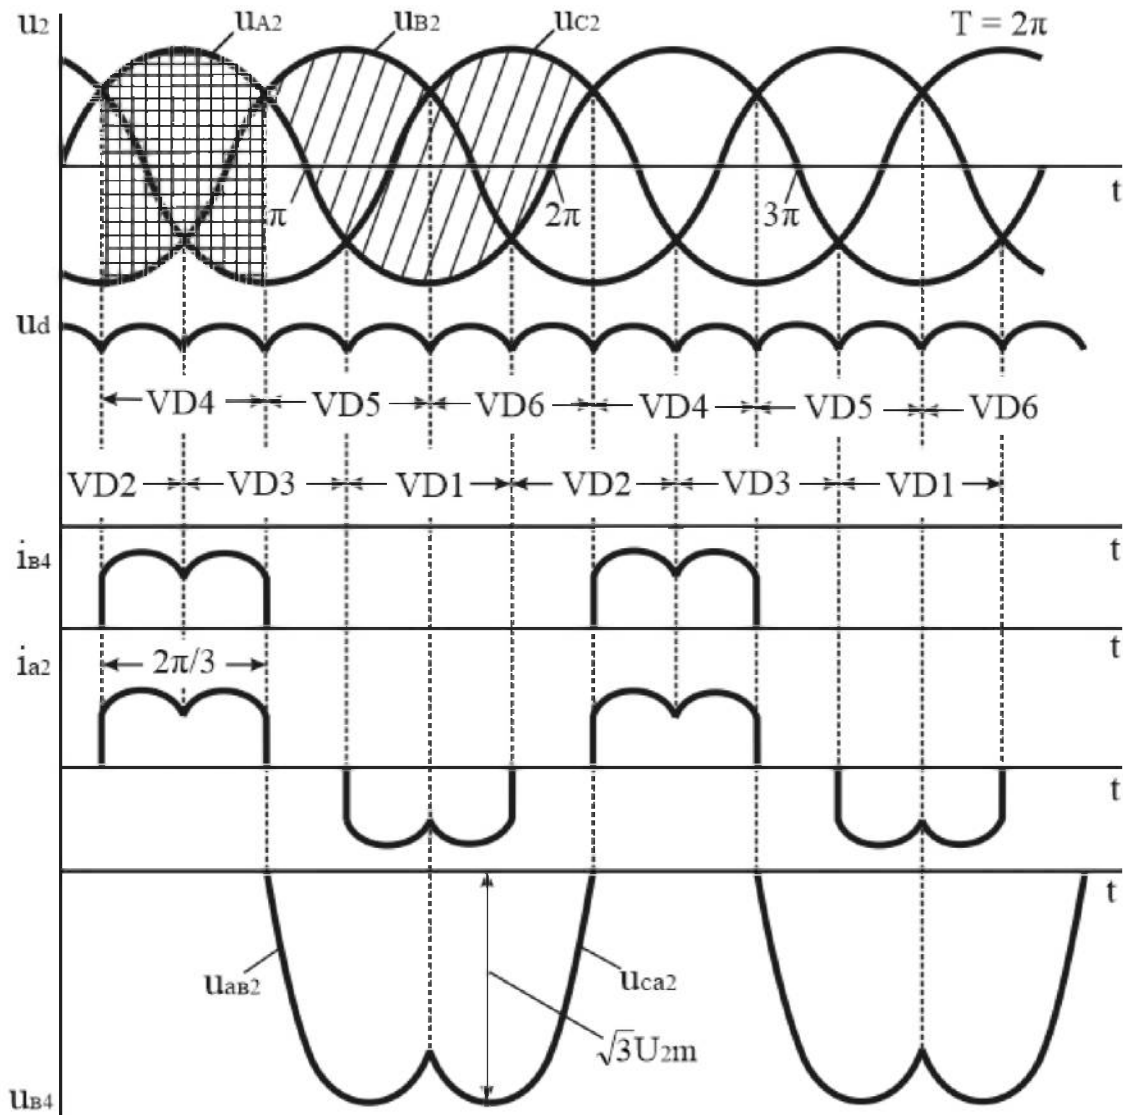 u₂ uA2 uB2 uC2 T = 2π
t
π 2π 3π
ud
VD4 VD5 VD6 VD4 VD5 VD6
VD2 VD3 VD1 VD2 VD3 VD1
iB4 t
ia2 2π/3 t
t
t
uaB2 uca2
√3U2m
uB4